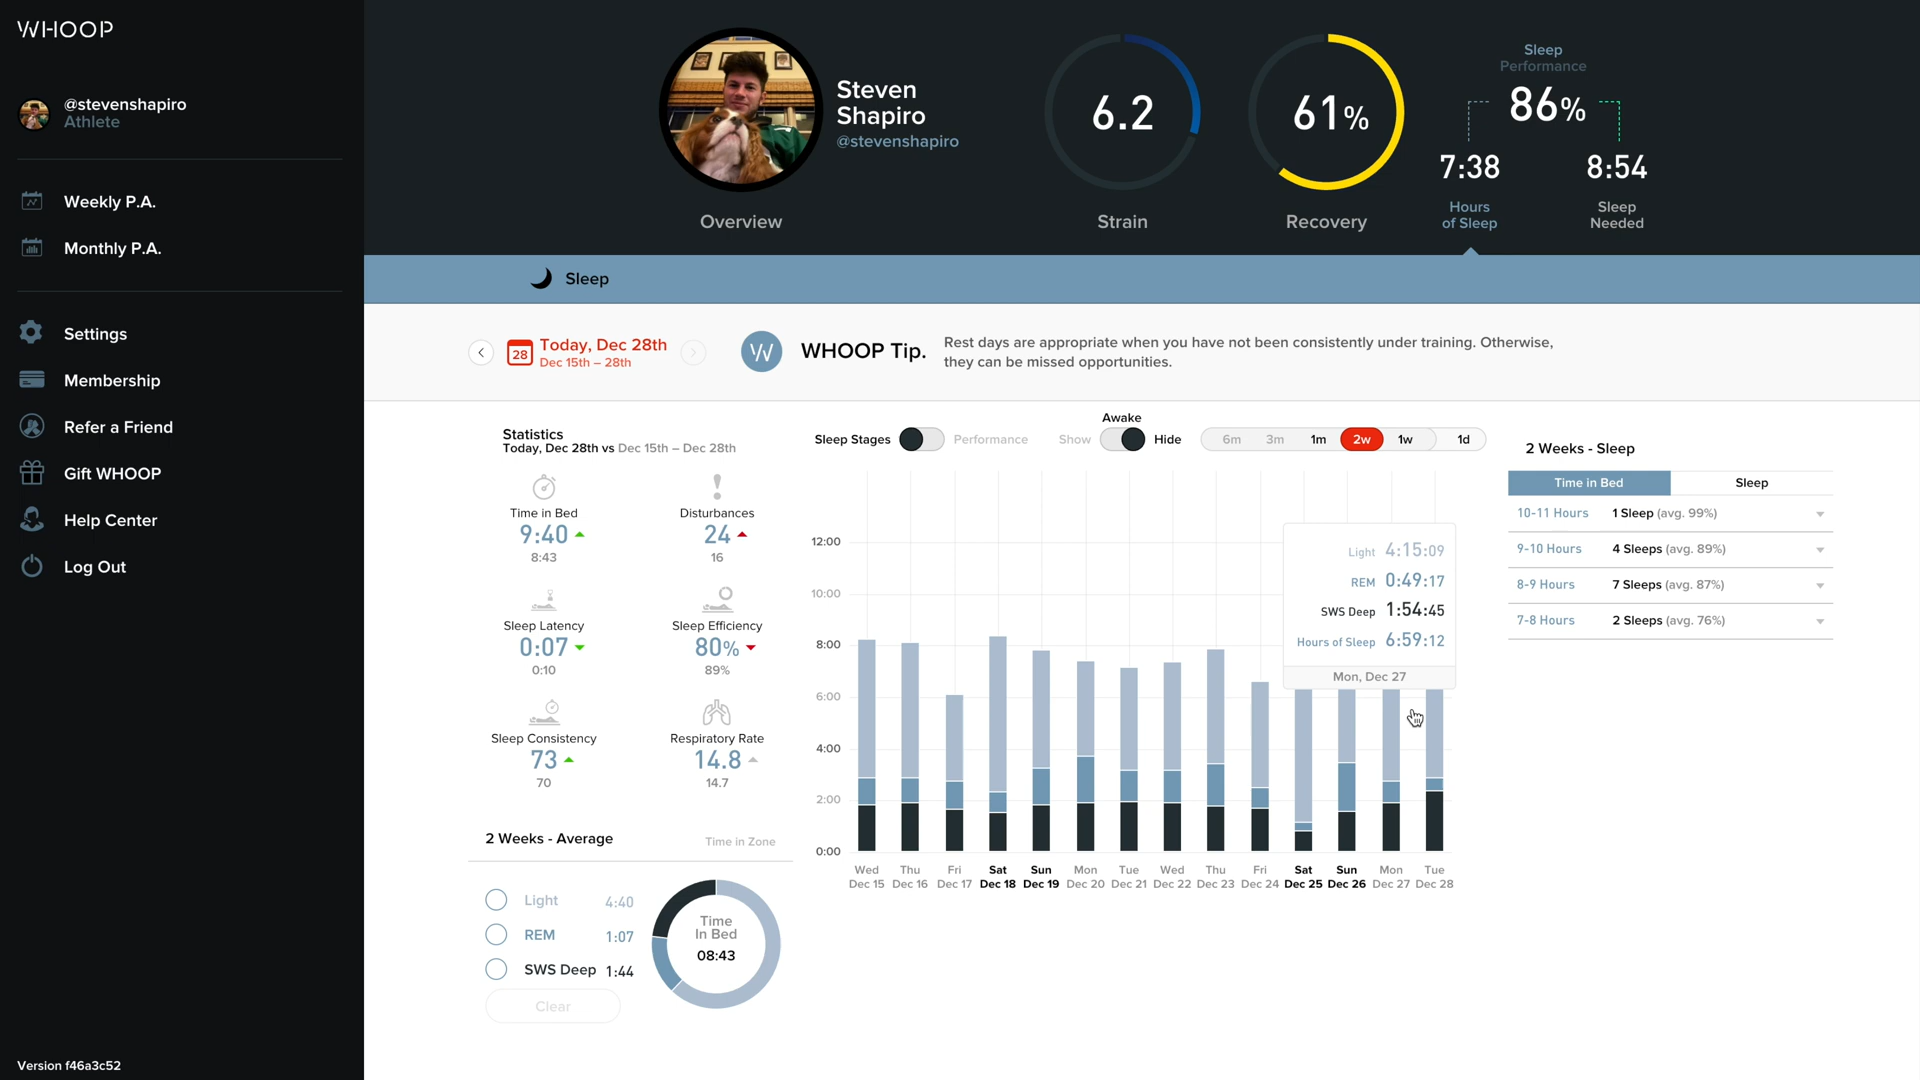 WHOOP
@stevenshapiro
Athlete
Weekly P.A.
Monthly P.A.
Settings
Membership
Refer a Friend
Gift WHOOP
Help Center
Log Out
Version f46a3c52
Steven
Shapiro
@stevenshapiro
Overview
6.2
Strain
61%
Recovery
Sleep
Performance
86%
7:38
8:54
Hours
of Sleep
Sleep
Needed
Sleep
28
Today, Dec 28th
Dec 15th – 28th
W
WHOOP Tip.
Rest days are appropriate when you have not been consistently under training. Otherwise,
they can be missed opportunities.
Statistics
Today, Dec 28th vs Dec 15th – Dec 28th
Time in Bed
9:40
8:43
Disturbances
24
16
Sleep Latency
0:07
0:10
Sleep Efficiency
80%
89%
Sleep Consistency
73
70
Respiratory Rate
14.8
14.7
2 Weeks - Average
Time in Zone
Light 4:40
REM 1:07
SWS Deep 1:44
Clear
Time
In Bed
08:43
Sleep Stages
Performance
Awake
Show
Hide
6m 3m 1m 2w 1w 1d
12:00
10:00
8:00
6:00
4:00
2:00
0:00
Light 4:15:09
REM 0:49:17
SWS Deep 1:54:45
Hours of Sleep 6:59:12
Mon, Dec 27
Wed Thu Fri Sat Sun Mon Tue Wed Thu Fri Sat Sun Mon Tue
Dec 15 Dec 16 Dec 17 Dec 18 Dec 19 Dec 20 Dec 21 Dec 22 Dec 23 Dec 24 Dec 25 Dec 26 Dec 27 Dec 28
2 Weeks - Sleep
Time in Bed
Sleep
10-11 Hours 1 Sleep (avg. 99%)
9-10 Hours 4 Sleeps (avg. 89%)
8-9 Hours 7 Sleeps (avg. 87%)
7-8 Hours 2 Sleeps (avg. 76%)